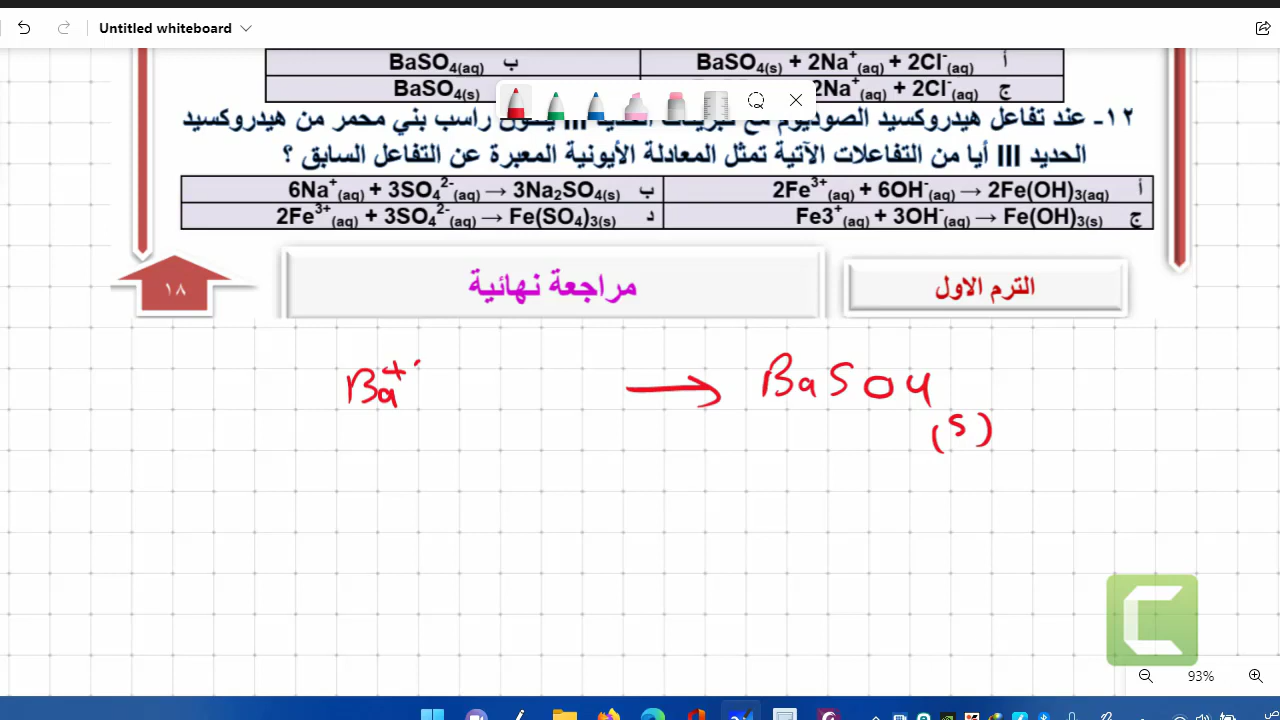 Untitled whiteboard
أ BaSO4(s) + 2Na+(aq) + 2Cl-(aq) ب BaSO4(aq)
ج 2Na+(aq) + 2Cl-(aq) BaSO4(s)
١٢- عند تفاعل هيدروكسيد الصوديوم مع III راسب بني محمر من هيدروكسيد
الحديد III أيا من التفاعلات الآتية تمثل المعادلة الأيونية المعبرة عن التفاعل السابق ؟
أ 2Fe3+(aq) + 6OH-(aq) → 2Fe(OH)3(aq) ب 6Na+(aq) + 3SO42-(aq) → 3Na2SO4(s)
ج Fe3+(aq) + 3OH-(aq) → Fe(OH)3(s) د 2Fe3+(aq) + 3SO42-(aq) → Fe(SO4)3(s)
الترم الاول مراجعة نهائية ١٨
Ba+ → BaSO4
(s)
93%